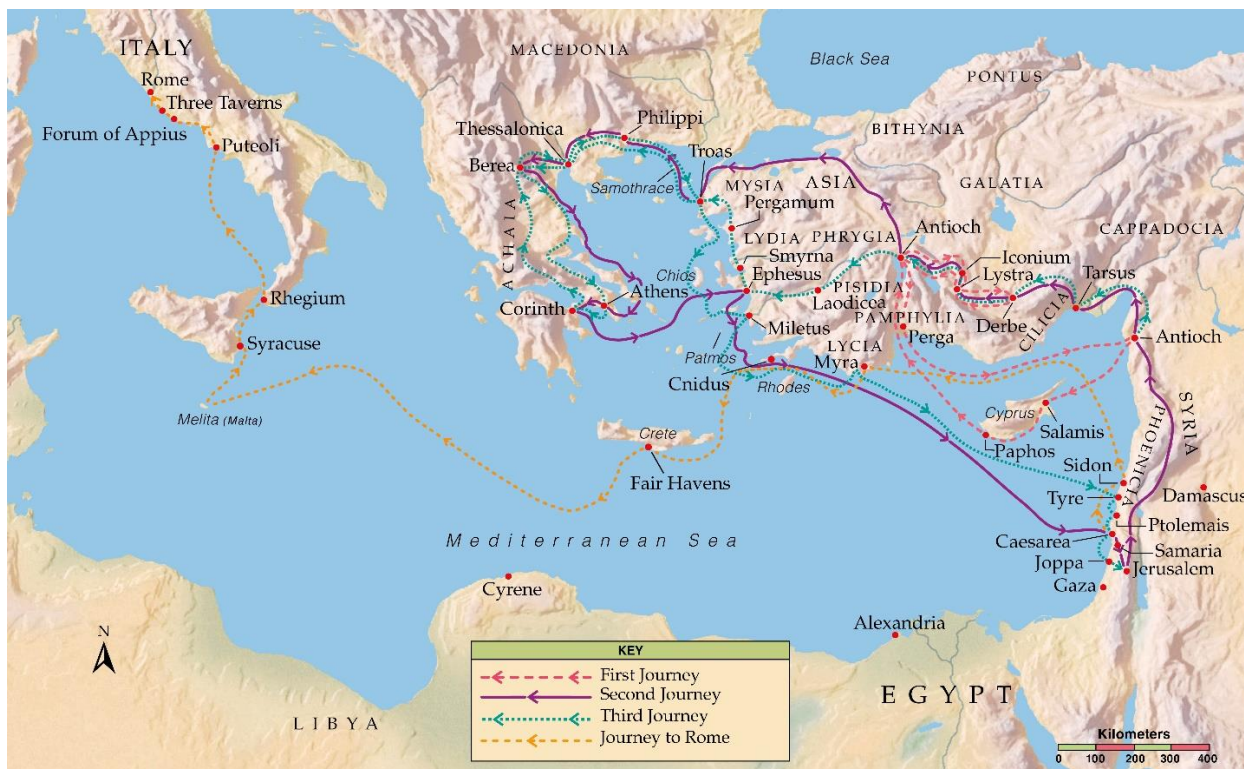 ITALY
Rome
Three Taverns
Forum of Appius
Puteoli
Rhegium
Syracuse
Melita (Malta)
MACEDONIA
Black Sea
PONTUS
BITHYNIA
Philippi
Thessalonica
Troas
Berea
Samothrace
MYSIA
ASIA
GALATIA
Pergamum
CAPPADOCIA
ACHAIA
LYDIA
PHRYGIA
Antioch
Smyrna
Iconium
Ephesus
Lystra
Tarsus
Chios
Athens
PISIDIA
Laodicea
Corinth
Derbe
CILICIA
Miletus
PAMPHYLIA
Perga
Antioch
Patmos
LYCIA
Myra
Cnidus
Rhodes
Cyprus
Salamis
Paphos
SYRIA
PHOENICIA
Crete
Fair Havens
Sidon
Tyre
Damascus
Ptolemais
Mediterranean Sea
Caesarea
Samaria
Joppa
Jerusalem
Gaza
Cyrene
Alexandria
N
KEY
First Journey
Second Journey
Third Journey
Journey to Rome
EGYPT
LIBYA
Kilometers
0 100 200 300 400